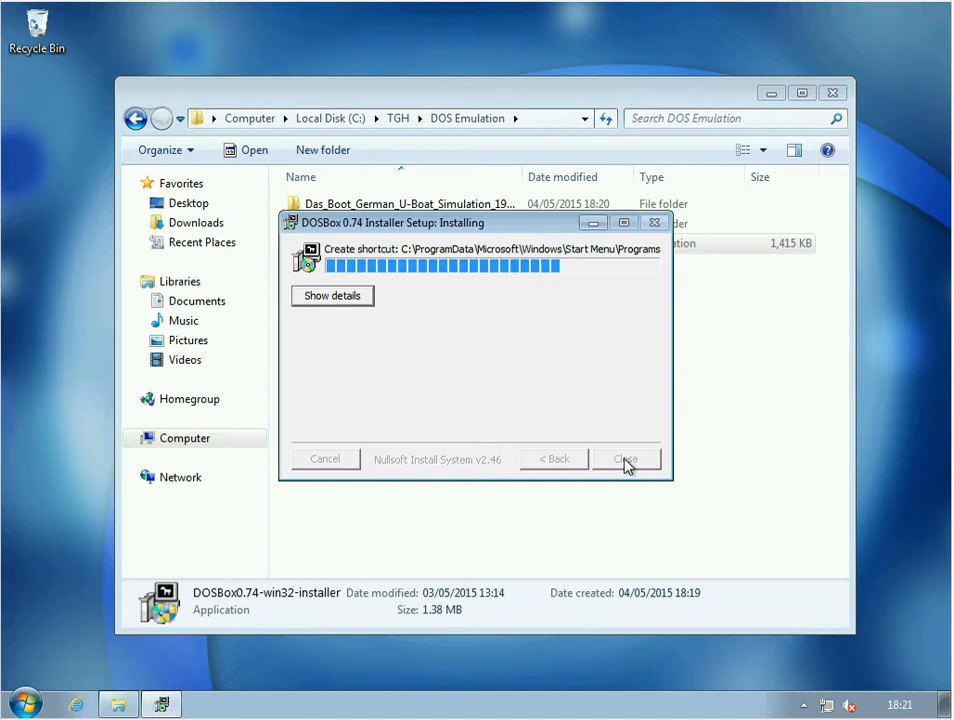 Recycle Bin
Computer Local Disk (C:) TGH DOS Emulation Search DOS Emulation
Organize Open New folder
Name Date modified Type Size
Favorites
Desktop
Downloads
Recent Places
Libraries
Documents
Music
Pictures
Videos
Homegroup
Computer
Network
Das_Boot_German_U-Boat_Simulation_19... 04/05/2015 18:20 File folder
der
ation 1,415 KB
DOSBox 0.74 Installer Setup: Installing
Create shortcut: C:\ProgramData\Microsoft\Windows\Start Menu\Programs
Show details
Cancel Nullsoft Install System v2.46 < Back Close
DOSBox0.74-win32-installer Date modified: 03/05/2015 13:14 Date created: 04/05/2015 18:19
Application Size: 1.38 MB
18:21